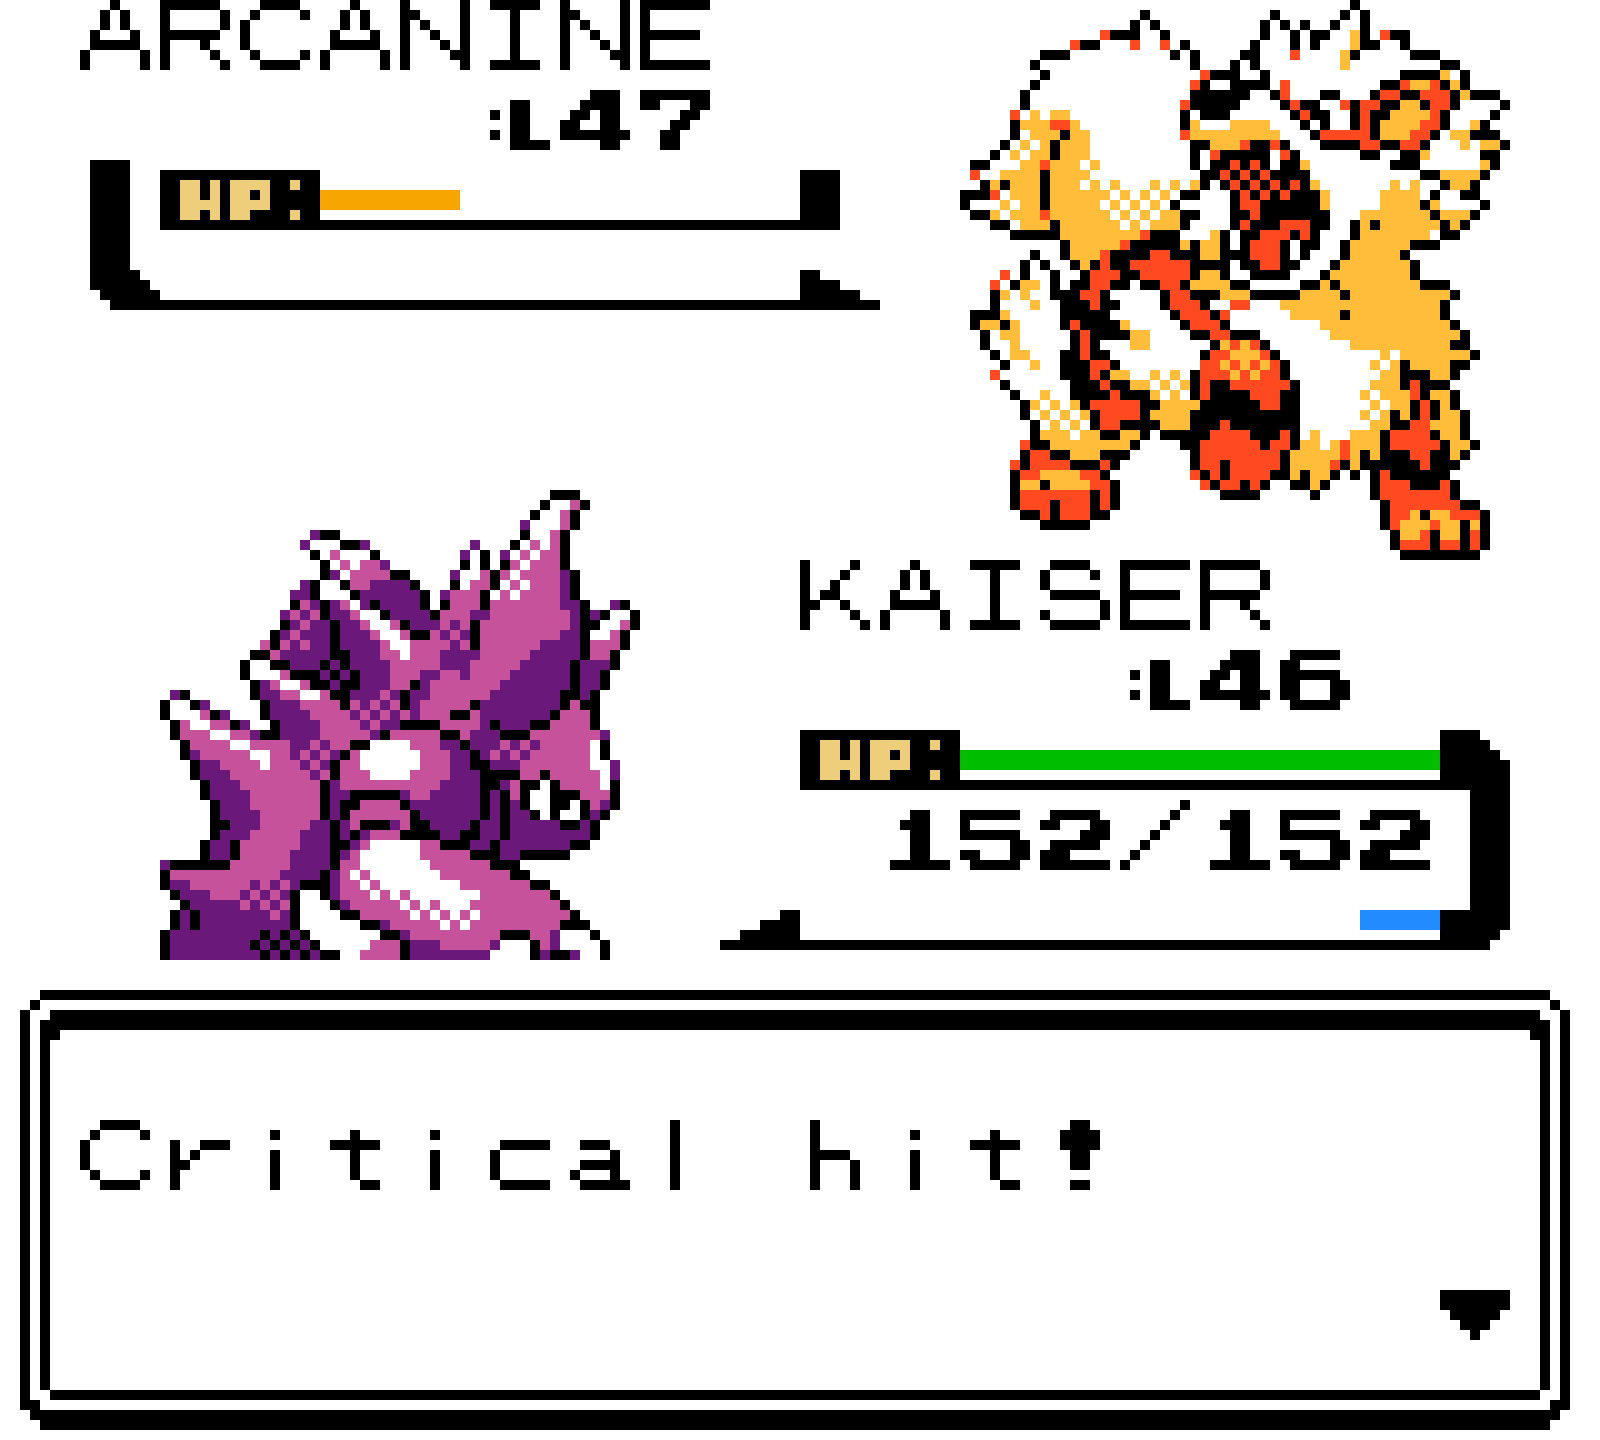 ARCANINE
:L47
HP:
KAISER
:L46
HP:
152/152
Critical hit!